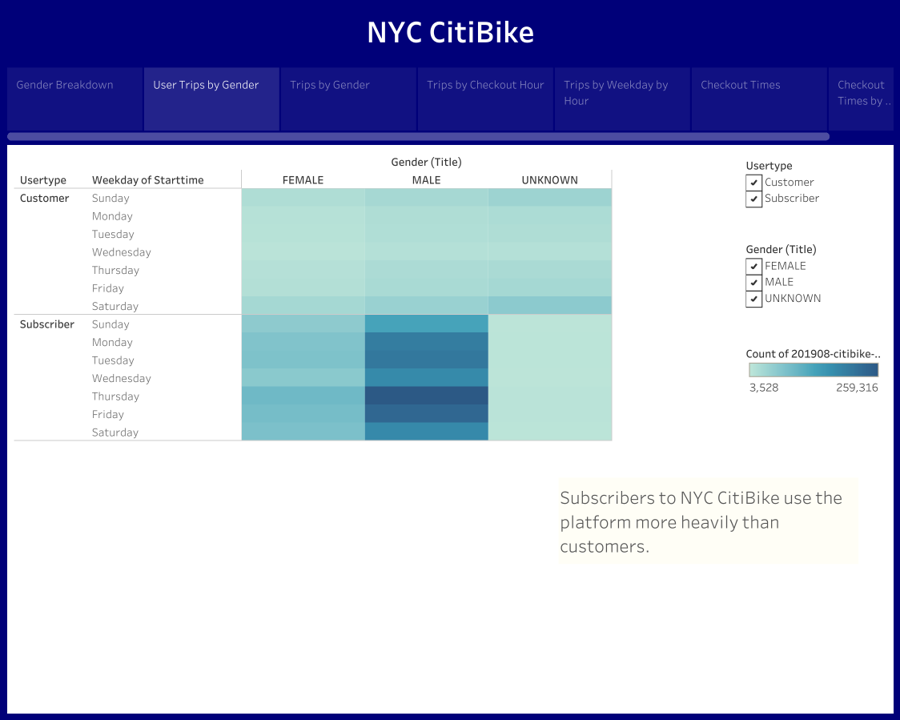 NYC CitiBike
Gender Breakdown
User Trips by Gender
Trips by Gender
Trips by Checkout Hour
Trips by Weekday by
Hour
Checkout Times
Checkout
Times by ..
Gender (Title)
Usertype Weekday of Starttime FEMALE MALE UNKNOWN
Customer Sunday
Monday
Tuesday
Wednesday
Thursday
Friday
Saturday
Subscriber Sunday
Monday
Tuesday
Wednesday
Thursday
Friday
Saturday
Usertype
Customer
Subscriber
Gender (Title)
FEMALE
MALE
UNKNOWN
Count of 201908-citibike-..
3,528 259,316
Subscribers to NYC CitiBike use the
platform more heavily than
customers.